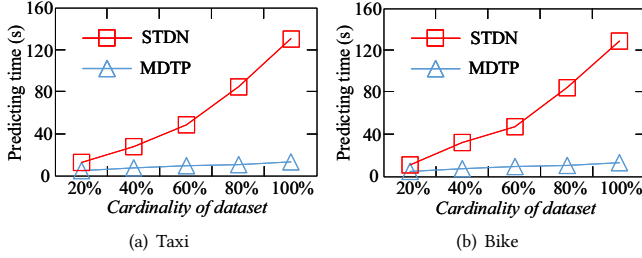 160
120
80
40
0
Predicting time (s)
STDN
MDTP
20% 40% 60% 80% 100%
Cardinality of dataset
(a) Taxi
160
120
80
40
0
Predicting time (s)
STDN
MDTP
20% 40% 60% 80% 100%
Cardinality of dataset
(b) Bike